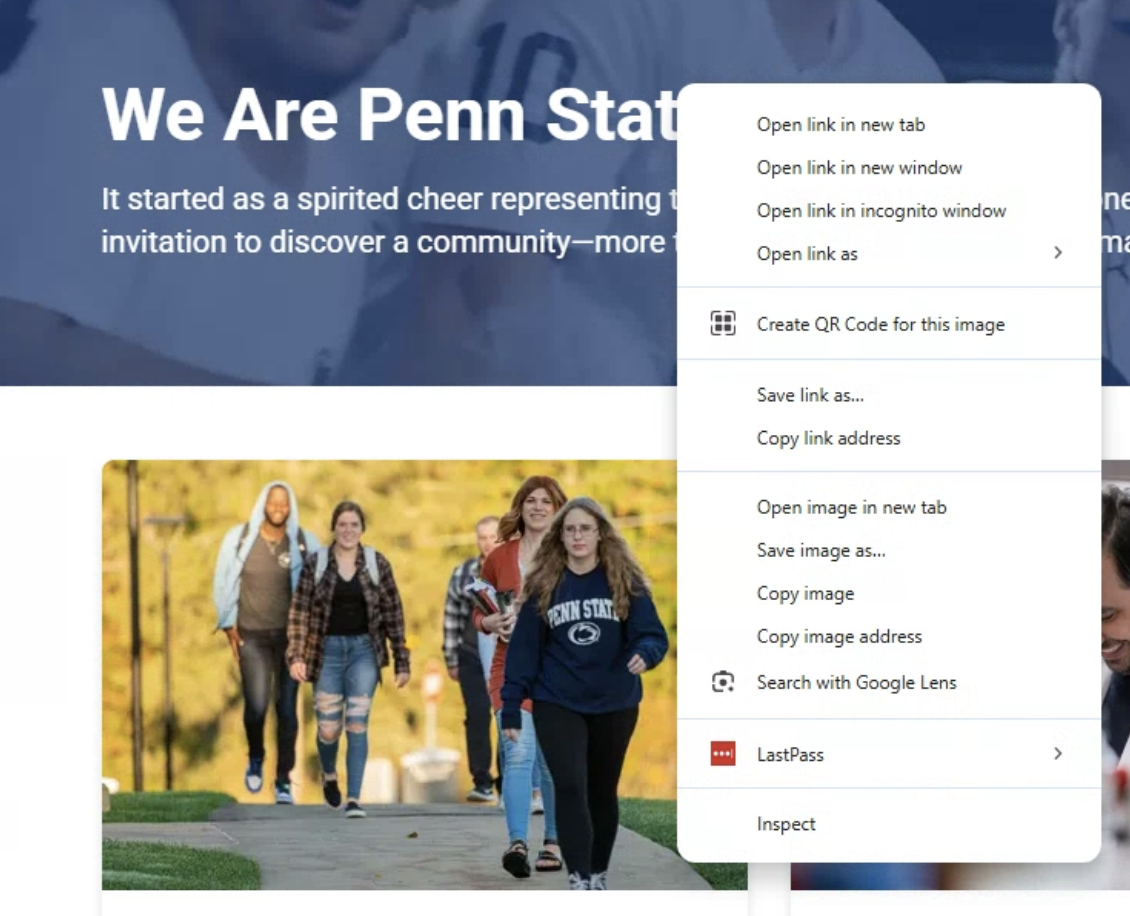 10
We Are Penn Stat
It started as a spirited cheer representing
invitation to discover a community—more
Open link in new tab
Open link in new window
Open link in incognito window
Open link as
Create QR Code for this image
Save link as...
Copy link address
Open image in new tab
Save image as...
Copy image
Copy image address
Search with Google Lens
LastPass
Inspect
PENN STATE